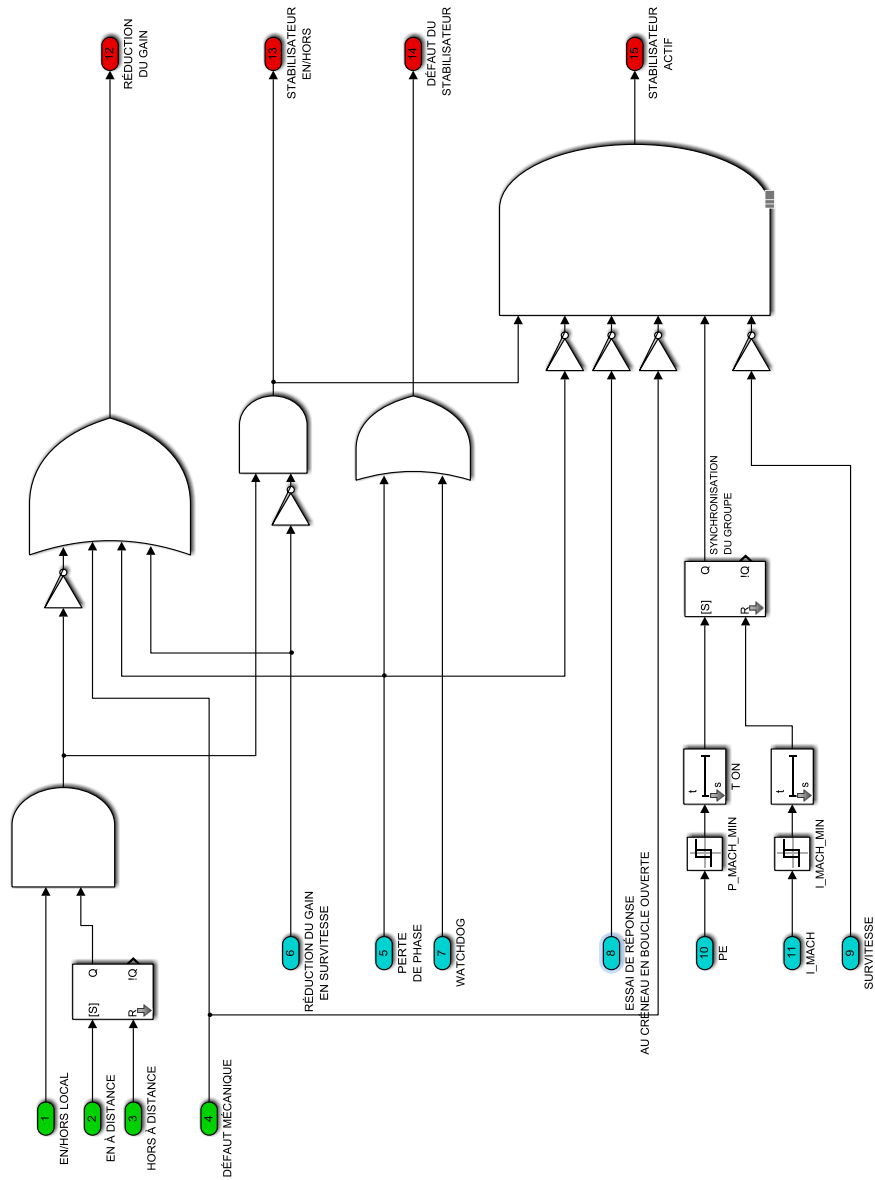 12
RÉDUCTION
DU GAIN
13
STABILISATEUR
EN/HORS
14
DÉFAUT DU
STABILISATEUR
15
STABILISATEUR
ACTIF
SYNCHRONISATION
DU GROUPE
[S]
Q
R
!Q
t
s
T ON
t
s
P_MACH_MIN
I_MACH_MIN
[S]
Q
R
!Q
6
RÉDUCTION DU GAIN
EN SURVITESSE
5
PERTE
DE PHASE
7
WATCHDOG
8
ESSAI DE RÉPONSE
AU CRÉNEAU EN BOUCLE OUVERTE
10
PE
11
I_MACH
9
SURVITESSE
1
EN/HORS LOCAL
2
EN À DISTANCE
3
HORS À DISTANCE
4
DÉFAUT MÉCANIQUE